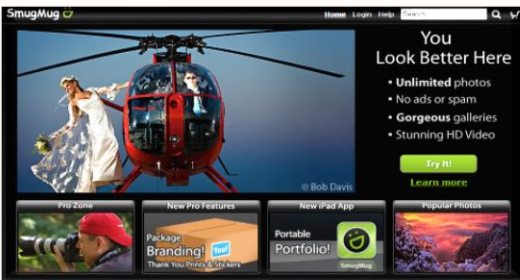 SmugMug
Home Login Help Search
You
Look Better Here
• Unlimited photos
• No ads or spam
• Gorgeous galleries
• Stunning HD Video
Try It!
Learn more
© Bob Davis
Pro Zone
New Pro Features
New iPad App
Popular Photos
Package
Branding!
You!
Thank You Prints & Stickers
Portable
Portfolio!
SmugMug